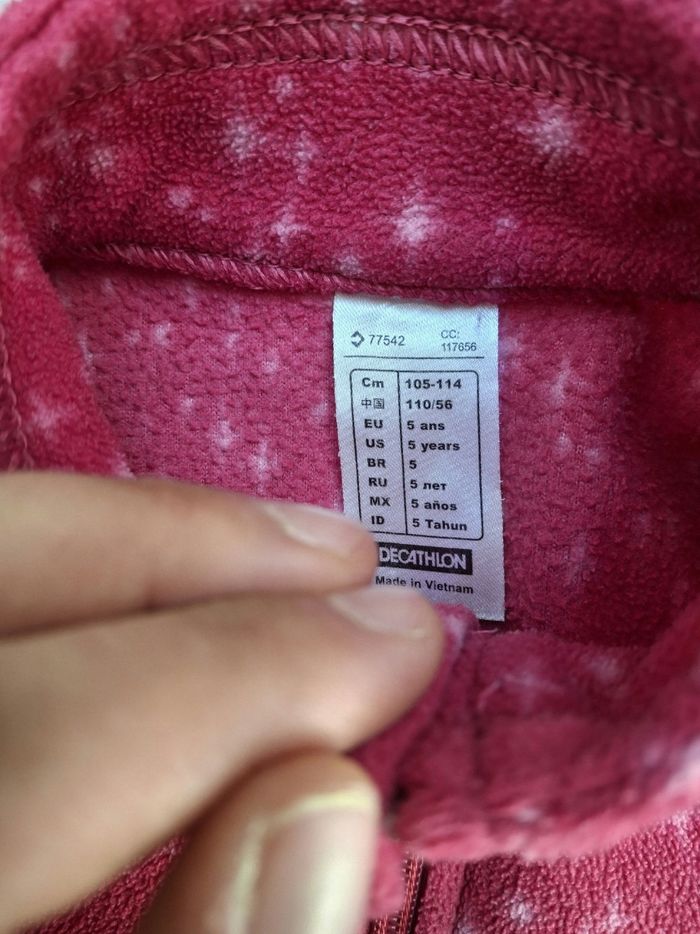 77542 CC: 117656
Cm 105-114
中国 110/56
EU 5 ans
US 5 years
BR 5
RU 5 лет
MX 5 años
ID 5 Tahun
DECATHLON
Made in Vietnam